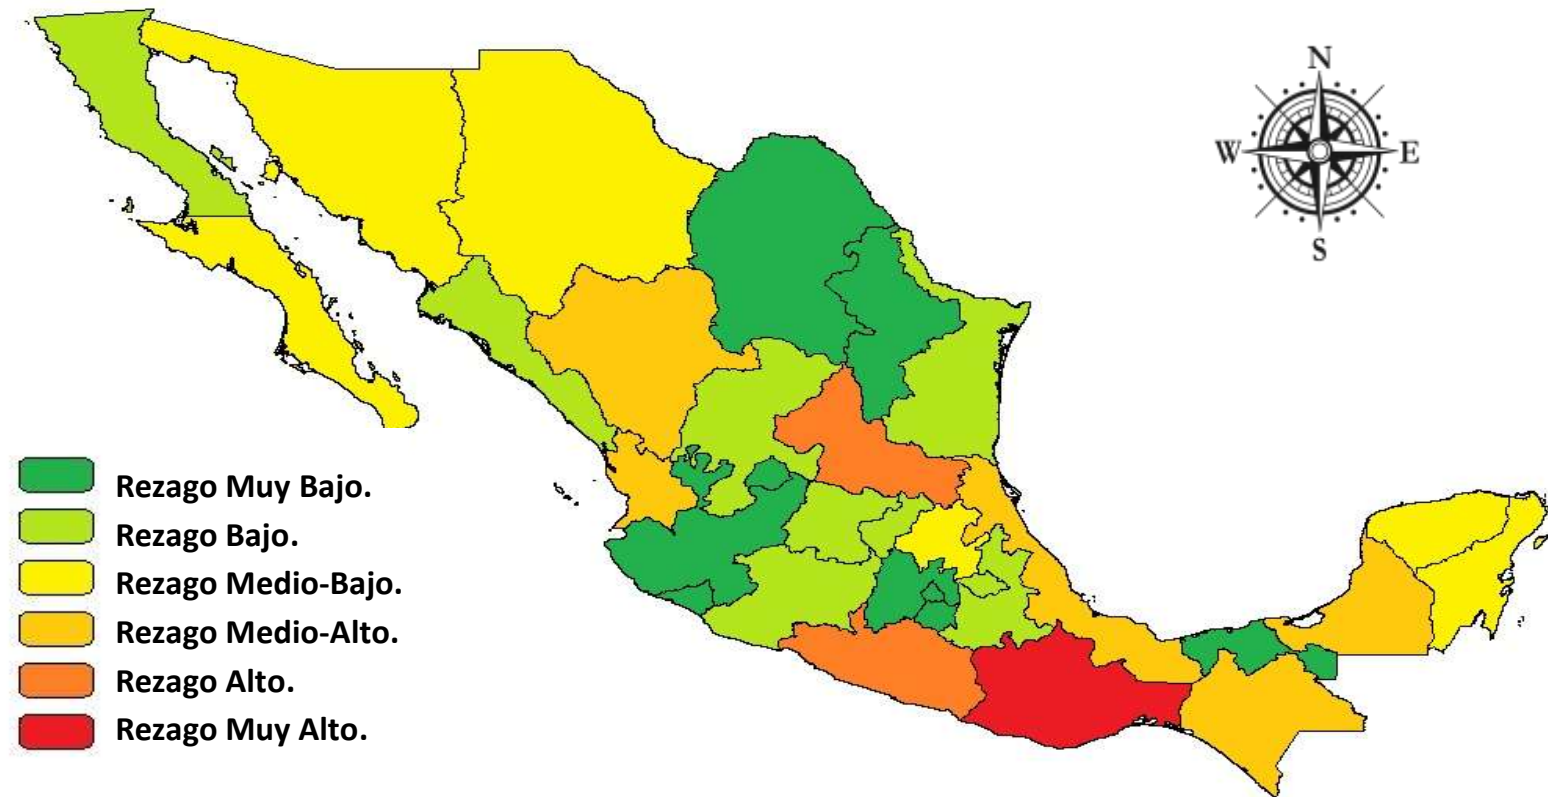 N
W E
S
Rezago Muy Bajo.
Rezago Bajo.
Rezago Medio-Bajo.
Rezago Medio-Alto.
Rezago Alto.
Rezago Muy Alto.